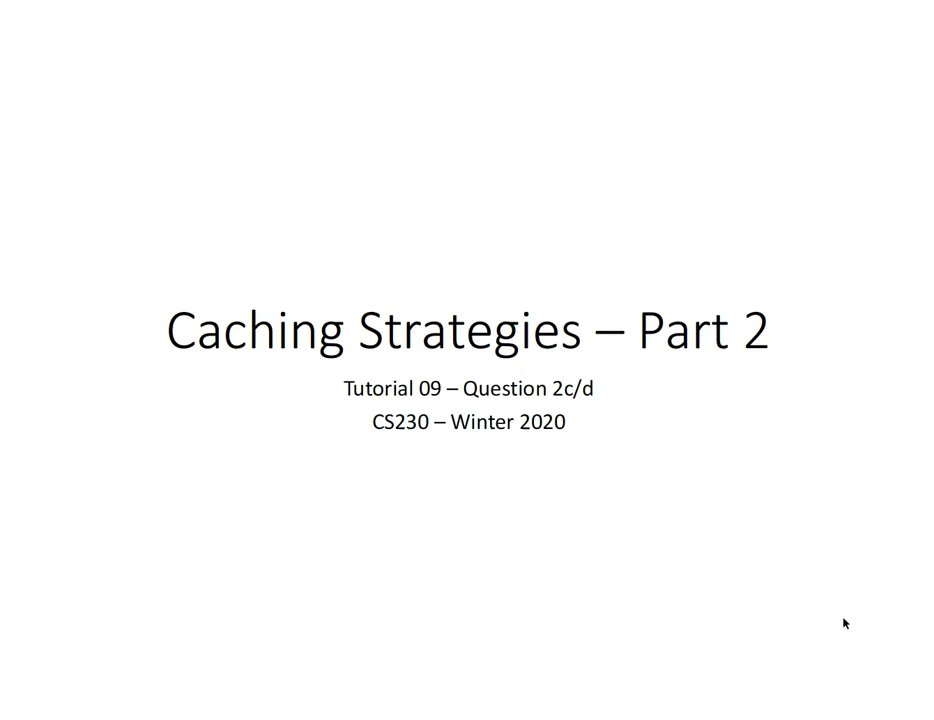 Caching Strategies – Part 2
Tutorial 09 – Question 2c/d
CS230 – Winter 2020